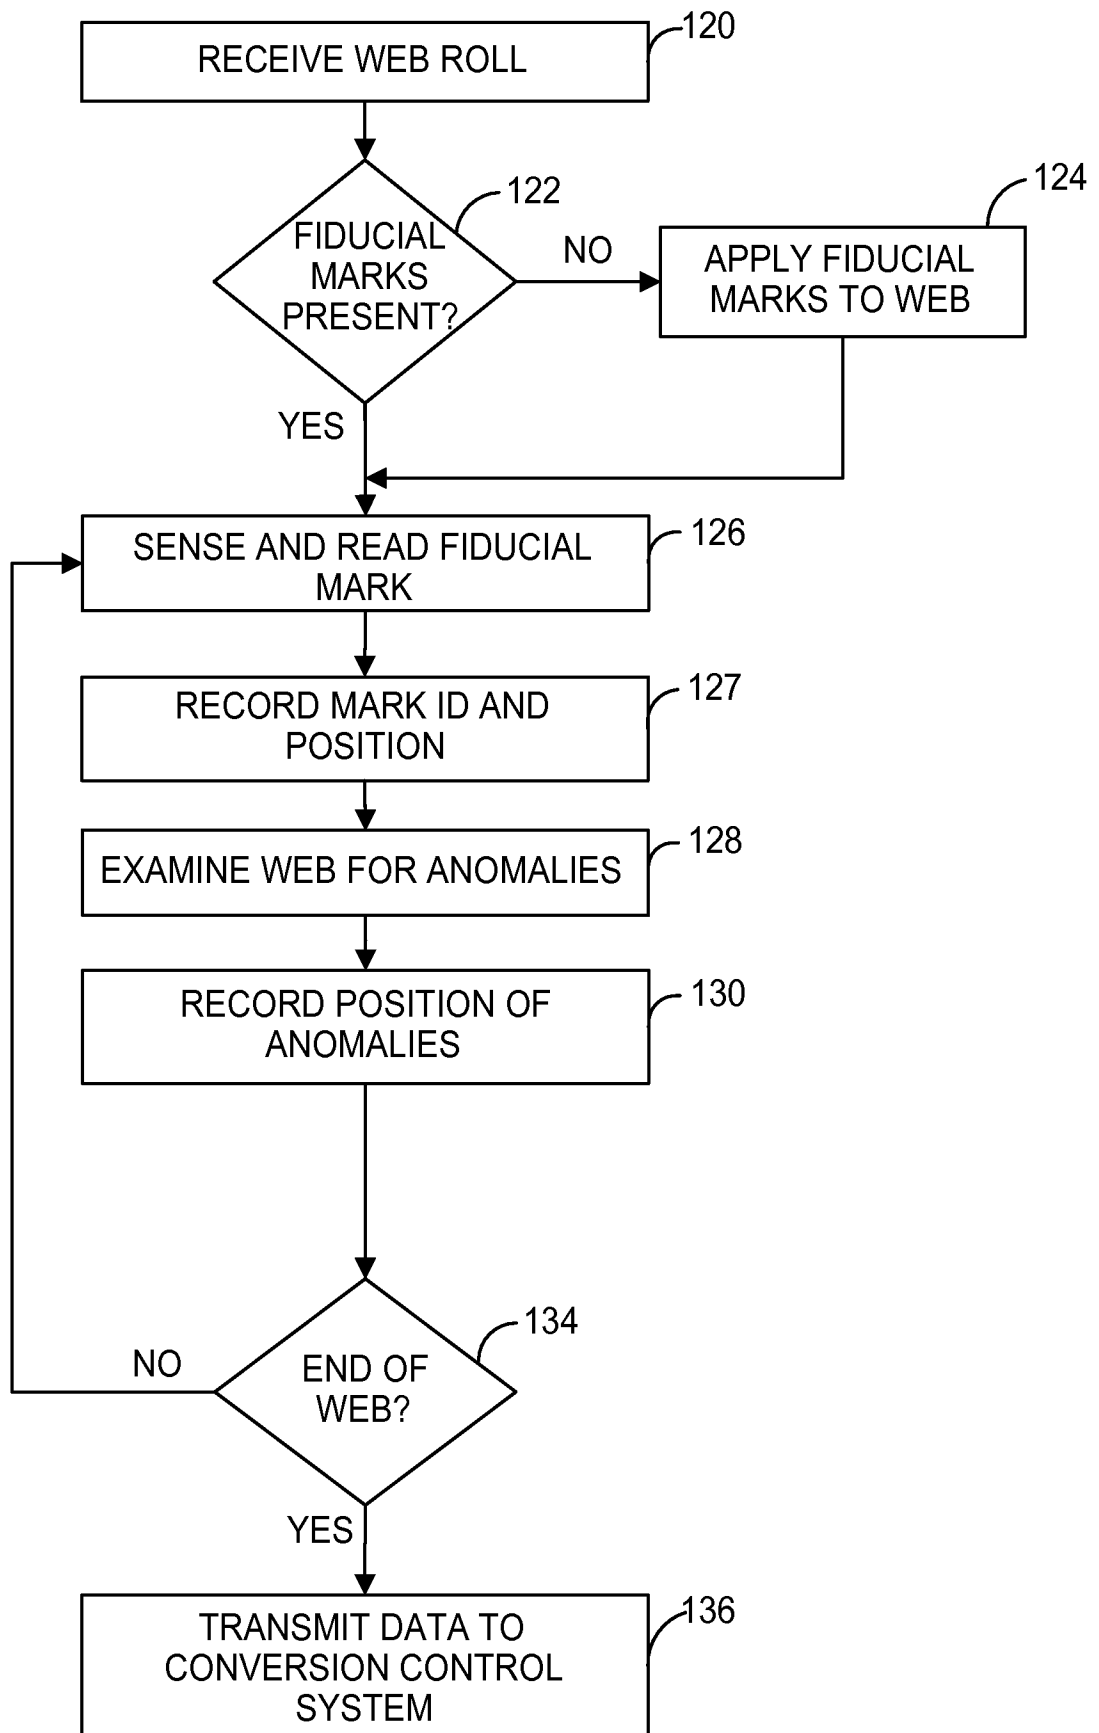 120
RECEIVE WEB ROLL
122
FIDUCIAL
MARKS
PRESENT?
NO
124
APPLY FIDUCIAL
MARKS TO WEB
YES
126
SENSE AND READ FIDUCIAL
MARK
127
RECORD MARK ID AND
POSITION
128
EXAMINE WEB FOR ANOMALIES
130
RECORD POSITION OF
ANOMALIES
134
END OF
WEB?
NO
YES
136
TRANSMIT DATA TO
CONVERSION CONTROL
SYSTEM